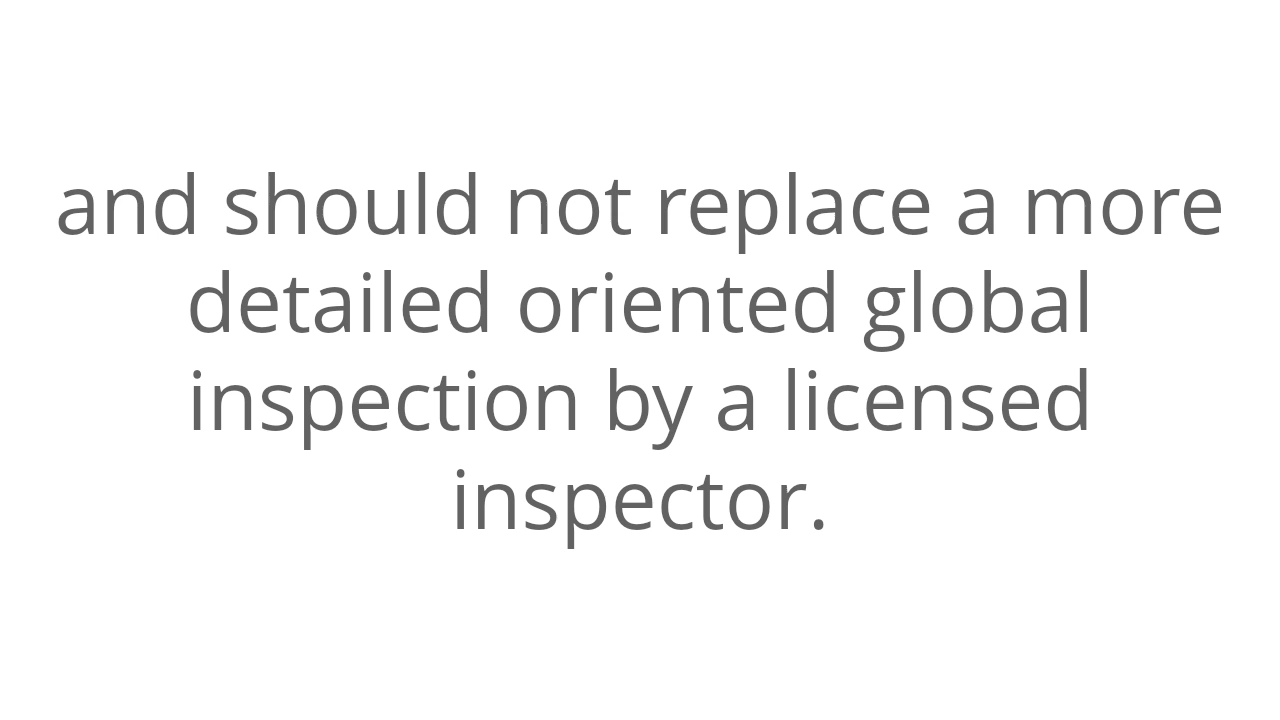 and should not replace a more
detailed oriented global
inspection by a licensed
inspector.